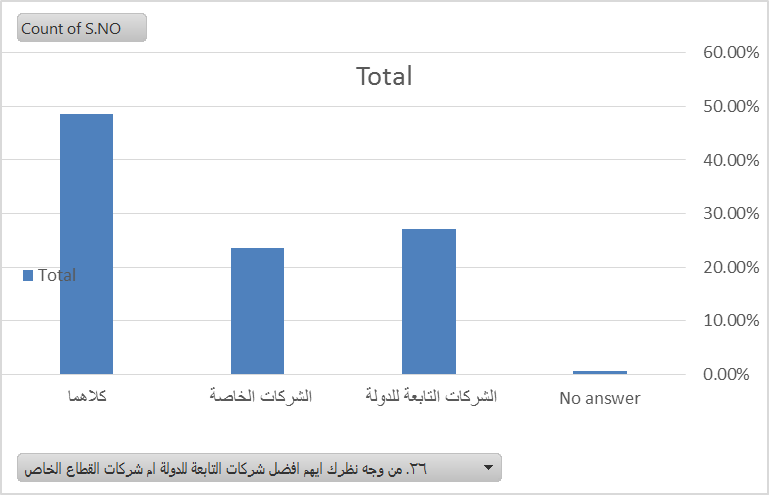 Count of S.NO
Total
60.00%
50.00%
40.00%
30.00%
20.00%
10.00%
0.00%
Total
No answer
الشركات التابعة للدولة
الشركات الخاصة
كلاهما
٢٦. من وجه نظرك ايهم افضل شركات التابعة للدولة ام شركات القطاع الخاص